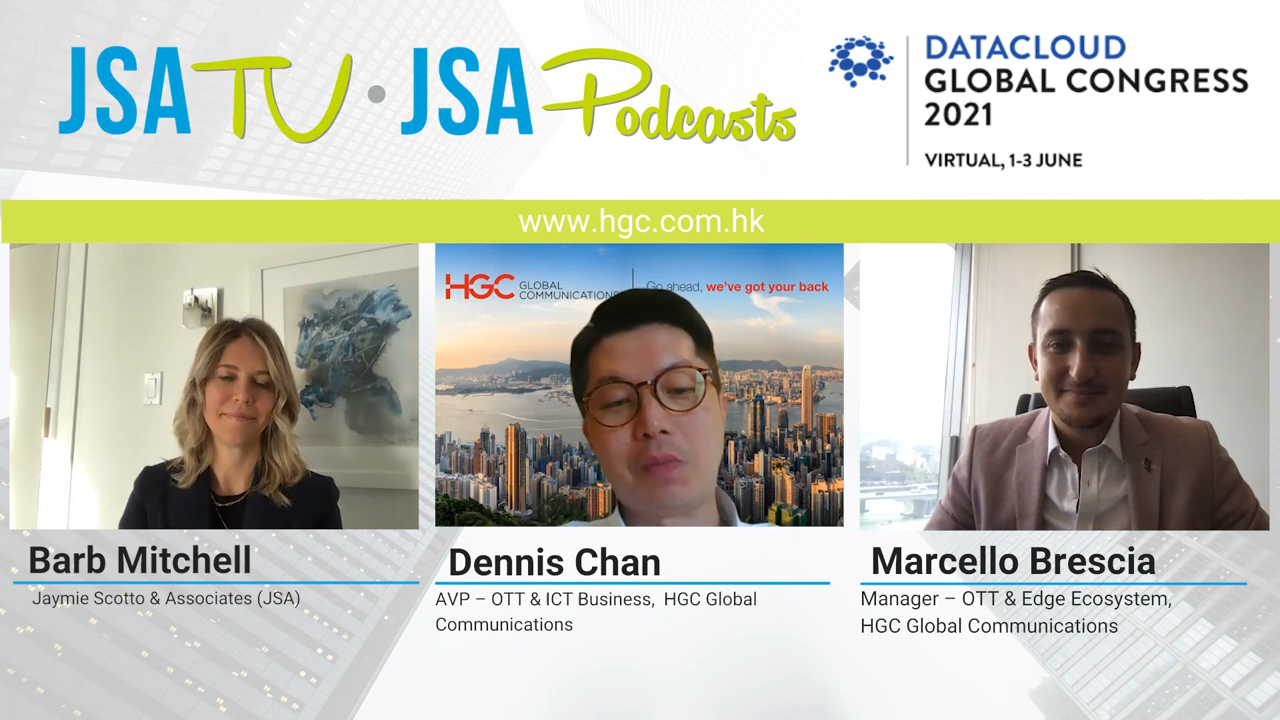 JSA TV • JSA Podcasts
DATACLOUD
GLOBAL CONGRESS
2021
VIRTUAL, 1-3 JUNE
www.hgc.com.hk
HGC GLOBAL COMMUNICATIONS Go ahead, we've got your back
Barb Mitchell
Jaymie Scotto & Associates (JSA)
Dennis Chan
AVP – OTT & ICT Business, HGC Global
Communications
Marcello Brescia
Manager – OTT & Edge Ecosystem,
HGC Global Communications